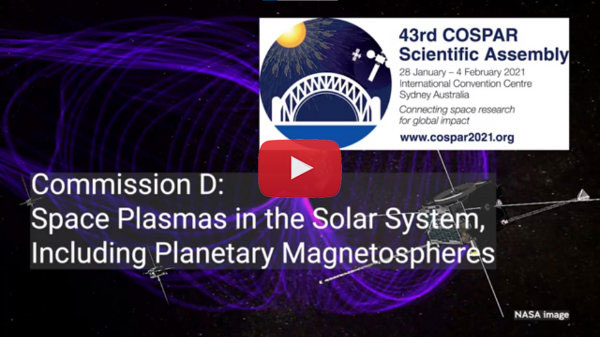 43rd COSPAR
Scientific Assembly
28 January – 4 February 2021
International Convention Centre
Sydney Australia
Connecting space research
for global impact
www.cospar2021.org
Commission D:
Space Plasmas in the Solar System,
Including Planetary Magnetospheres
NASA image